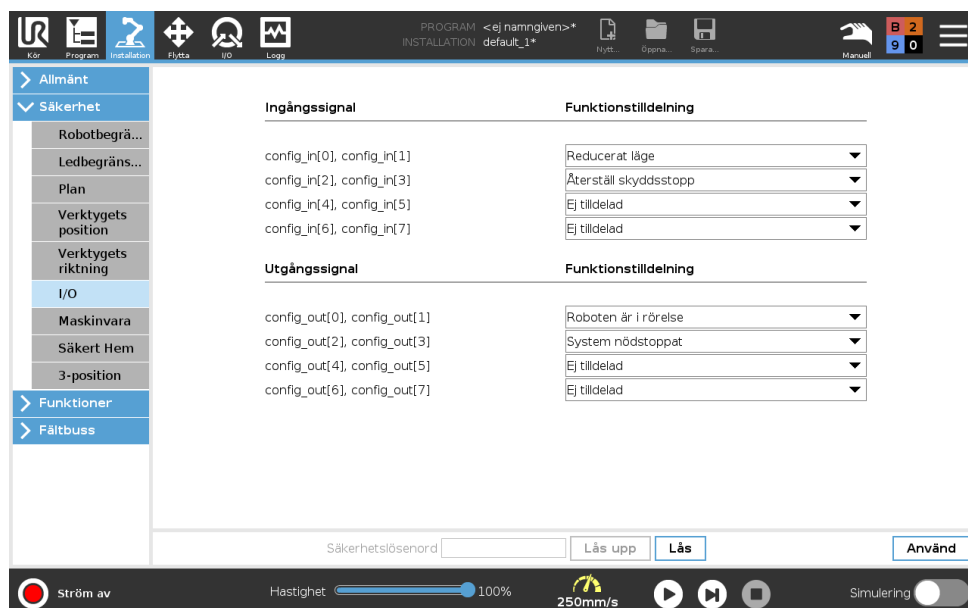 UR
PROGRAM <ej namngiven>*
INSTALLATION default_1*
Kör Program Installation Flytta I/O Logg Nytt... Öppna... Spara... Manuell
B 2
9 0
Allmänt
Säkerhet
Robotbegrä...
Ledbegräns...
Plan
Verktygets
position
Verktygets
riktning
I/O
Maskinvara
Säkert Hem
3-position
Funktioner
Fältbuss
Ingångssignal Funktionstilldelning
config_in[0], config_in[1] Reducerat läge
config_in[2], config_in[3] Återställ skyddsstopp
config_in[4], config_in[5] Ej tilldelad
config_in[6], config_in[7] Ej tilldelad
Utgångssignal Funktionstilldelning
config_out[0], config_out[1] Roboten är i rörelse
config_out[2], config_out[3] System nödstoppat
config_out[4], config_out[5] Ej tilldelad
config_out[6], config_out[7] Ej tilldelad
Säkerhetslösenord Lås upp Lås Använd
Ström av Hastighet 100% 250mm/s Simulering